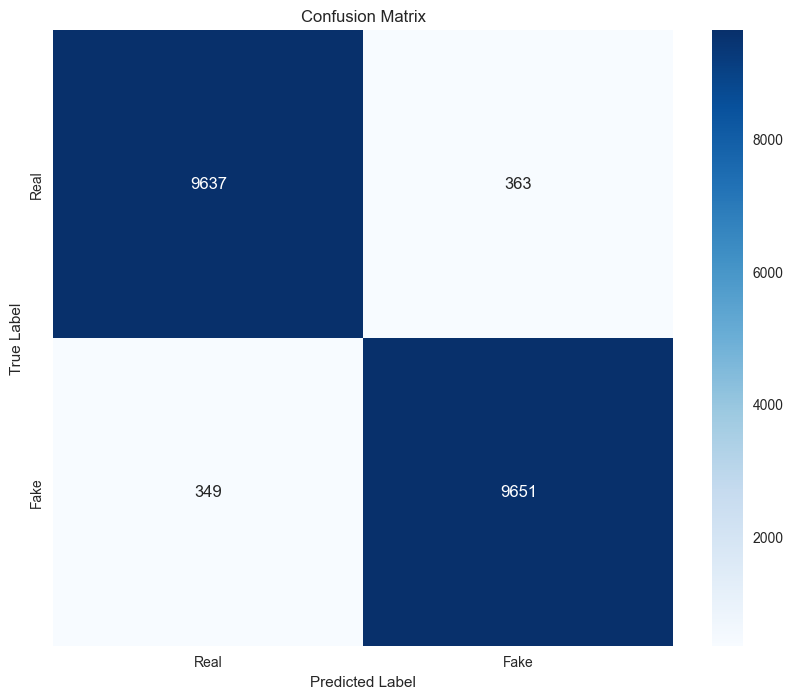 Confusion Matrix
True Label
Real
9637
363
Fake
349
9651
Real
Fake
Predicted Label
8000
6000
4000
2000